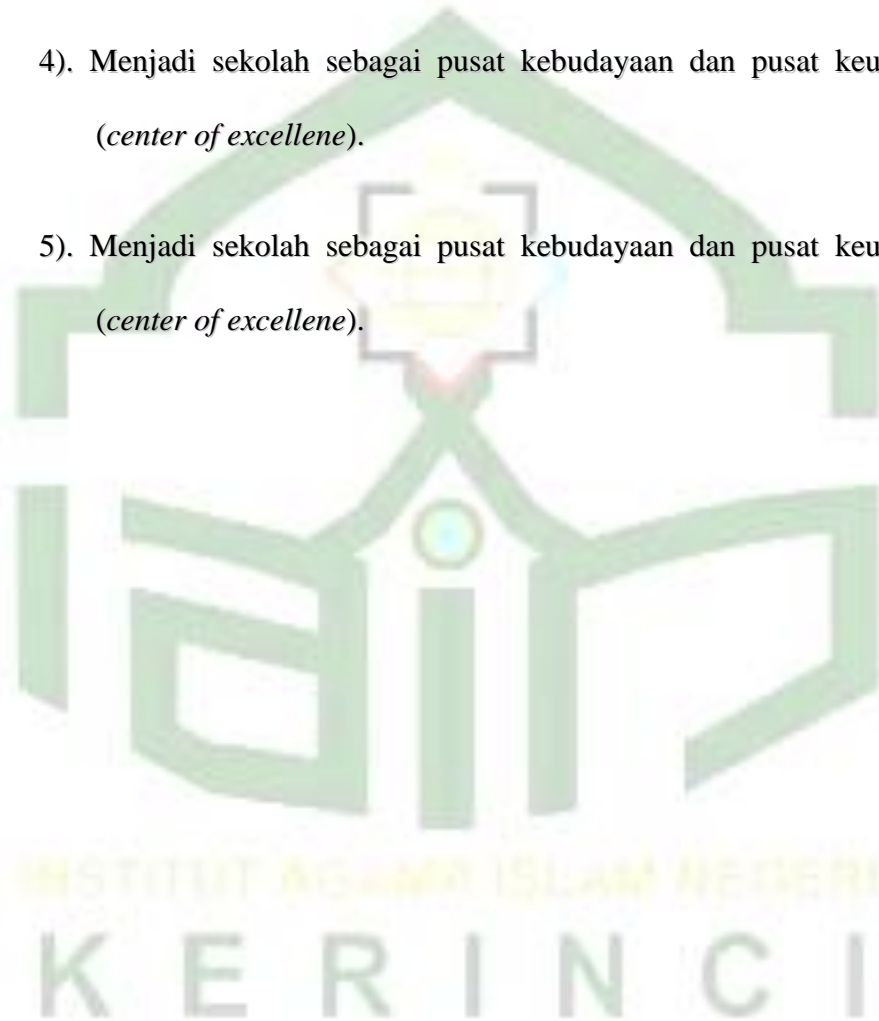 4). Menjadi sekolah sebagai pusat kebudayaan dan pusat keu
(center of excellene).
5). Menjadi sekolah sebagai pusat kebudayaan dan pusat keu
(center of excellene).
INSTITUT AGAMA ISLAM NEGERI
KERINCI